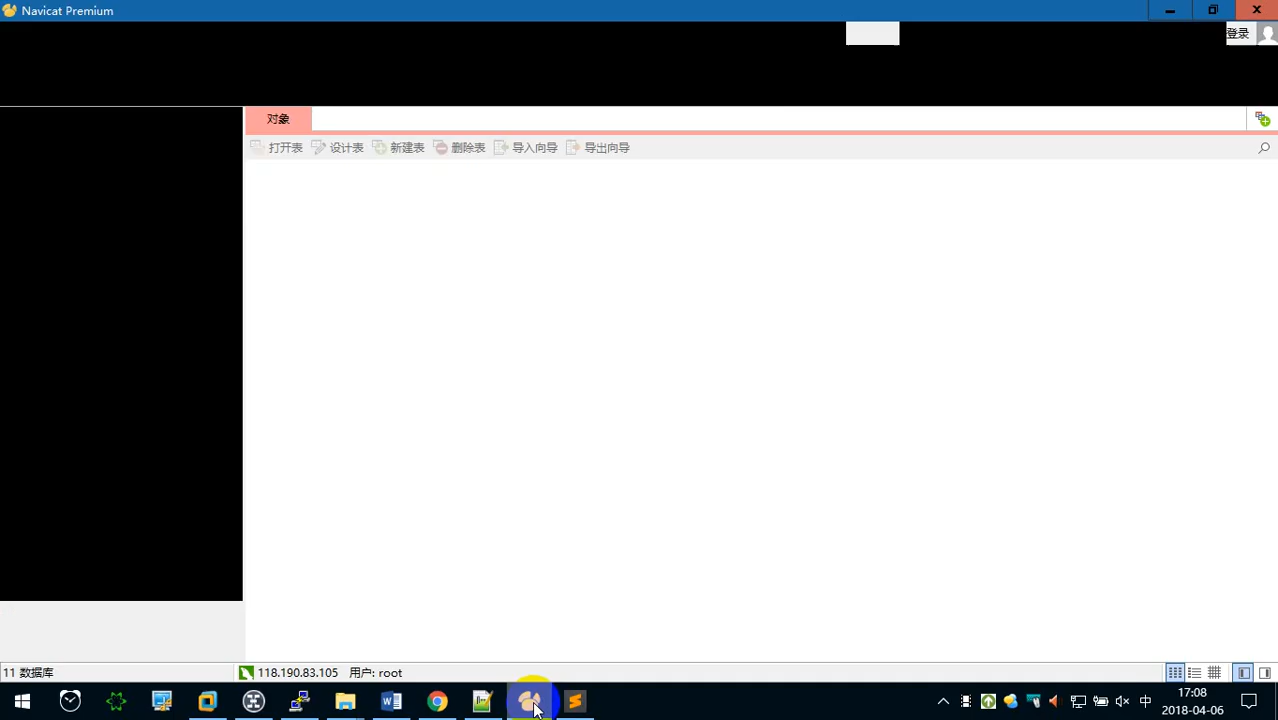 Navicat Premium
登录
对象
打开表 设计表 新建表 删除表 导入向导 导出向导
11 数据库 118.190.83.105 用户: root
中 17:08
2018-04-06